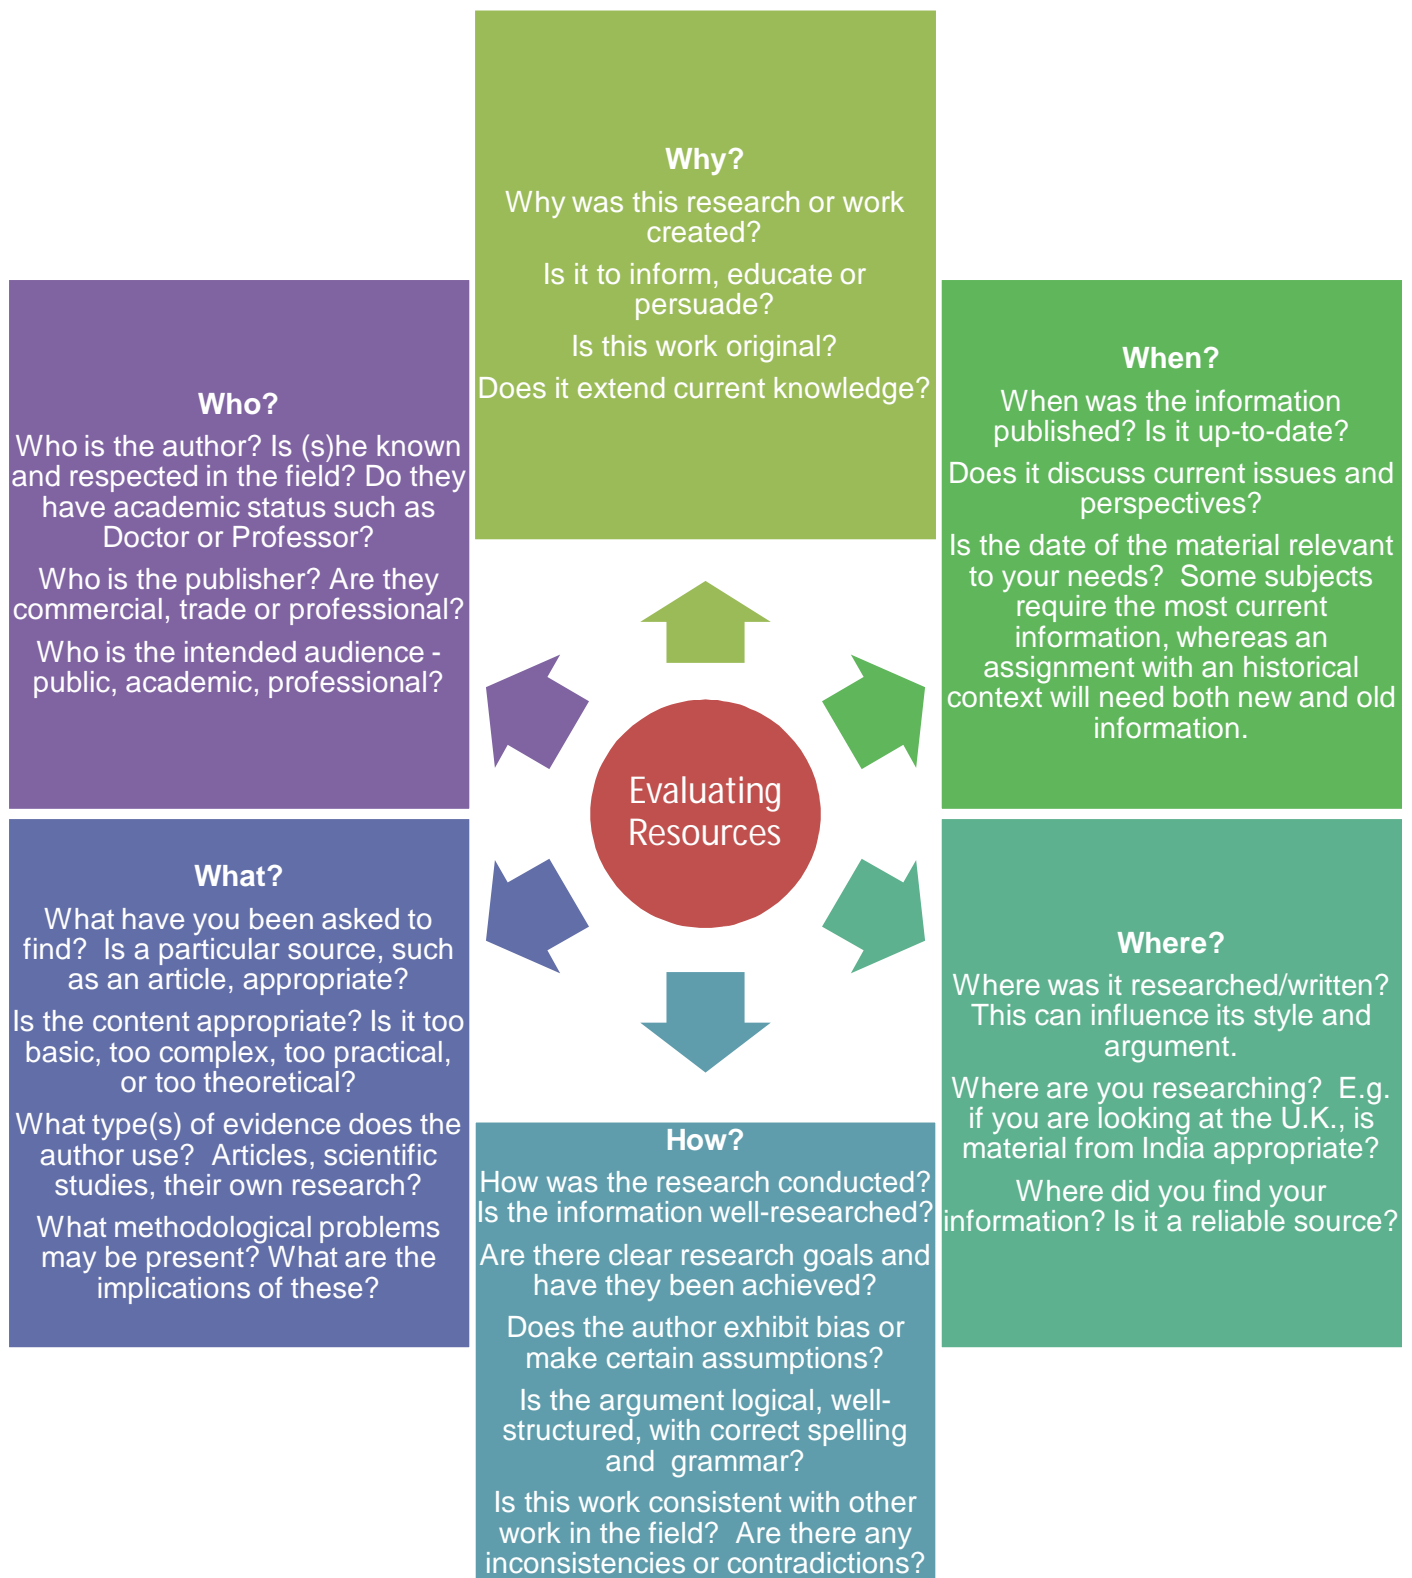 Why?
Why was this research or work
created?
Is it to inform, educate or
persuade?
Is this work original?
Does it extend current knowledge?
When?
When was the information
published? Is it up-to-date?
Does it discuss current issues and
perspectives?
Is the date of the material relevant
to your needs?  Some subjects
require the most current
information, whereas an
assignment with an historical
context will need both new and old
information.
Where?
Where was it researched/written?
This can influence its style and
argument.
Where are you researching?  E.g.
if you are looking at the U.K., is
material from India appropriate?
Where did you find your
information? Is it a reliable source?
How?
How was the research conducted?
Is the information well-researched?
Are there clear research goals and
have they been achieved?
Does the author exhibit bias or
make certain assumptions?
Is the argument logical, well-
structured, with correct spelling
and  grammar?
Is this work consistent with other
work in the field?  Are there any
inconsistencies or contradictions?
What?
What have you been asked to
find?  Is a particular source, such
as an article, appropriate?
Is the content appropriate? Is it too
basic, too complex, too practical,
or too theoretical?
What type(s) of evidence does the
author use?  Articles, scientific
studies, their own research?
What methodological problems
may be present? What are the
implications of these?
Who?
Who is the author? Is (s)he known
and respected in the field? Do they
have academic status such as
Doctor or Professor?
Who is the publisher? Are they
commercial, trade or professional?
Who is the intended audience -
public, academic, professional?
Evaluating
Resources